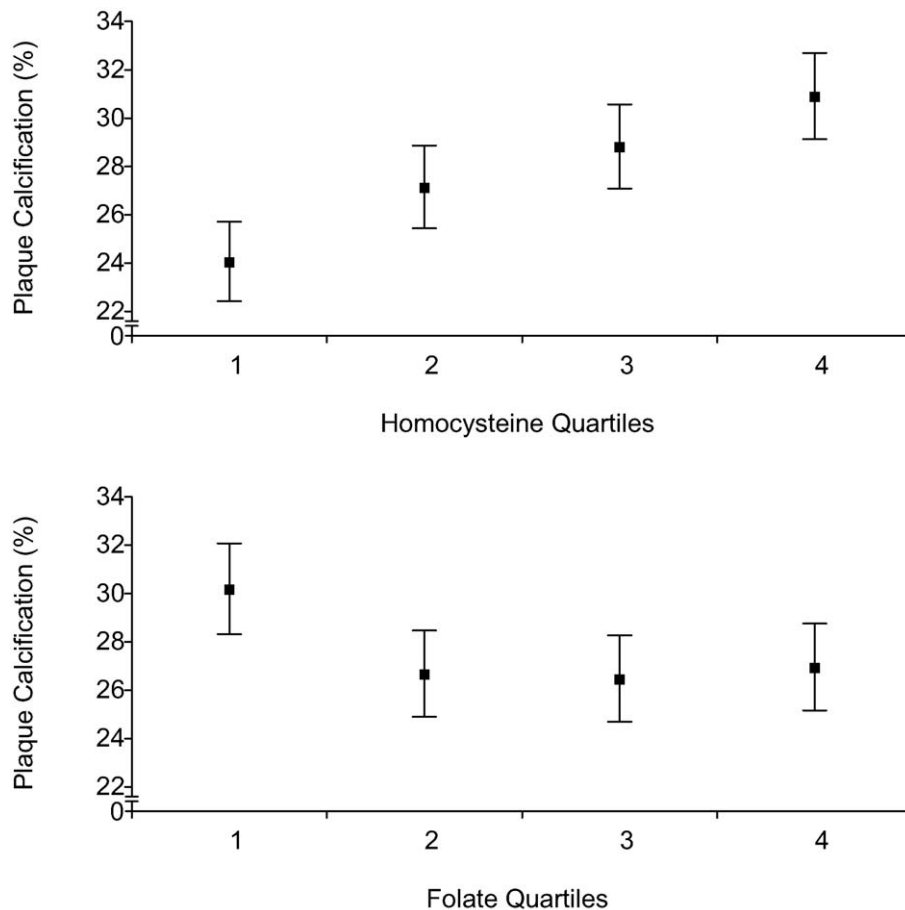 Plaque Calcification (%)
34
32
30
28
26
24
22
0
1 2 3 4
Homocysteine Quartiles
Plaque Calcification (%)
34
32
30
28
26
24
22
0
1 2 3 4
Folate Quartiles